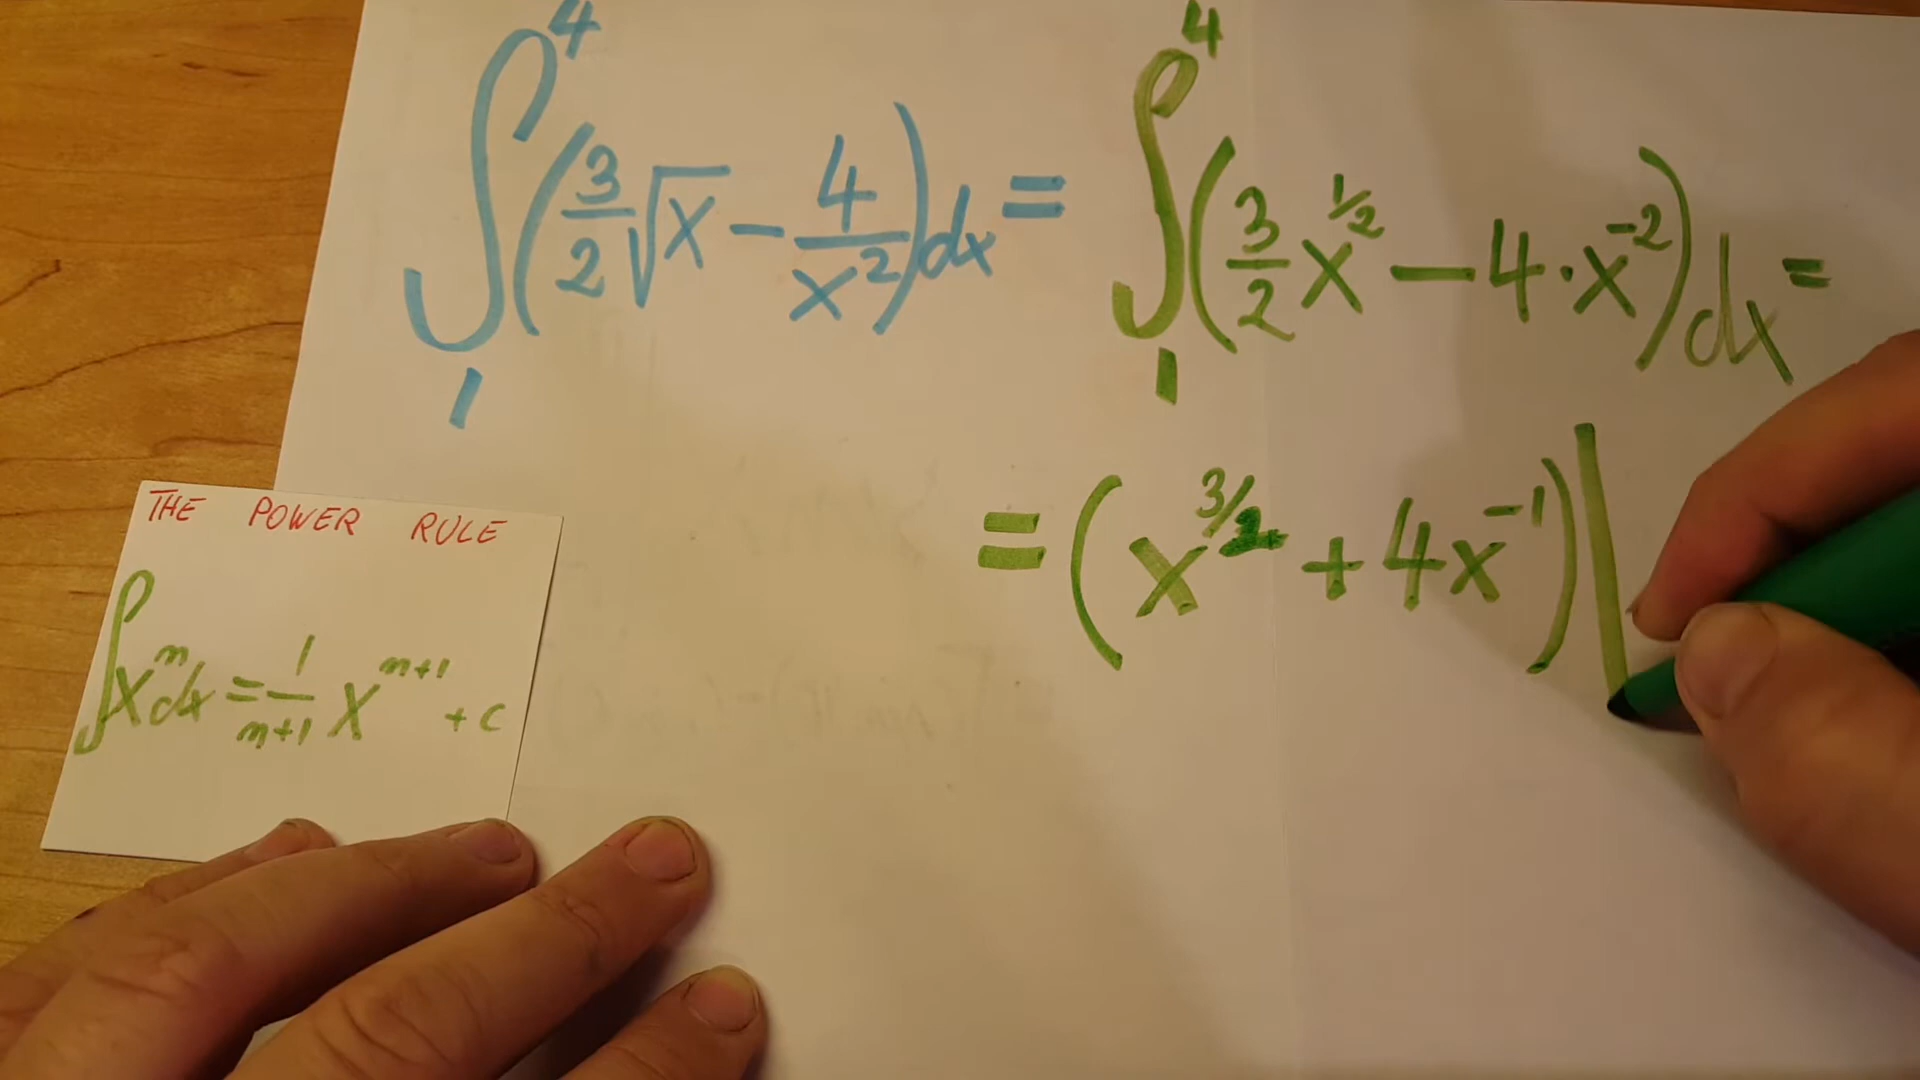 ∫₁⁴ (3/2 √x − 4/x²) dx = ∫₁⁴ (3/2 x^(1/2) − 4·x^(−2)) dx =
= (x^(3/2) + 4x^(−1)) |
THE POWER RULE
∫ x^n dx = 1/(n+1) x^(n+1) + c